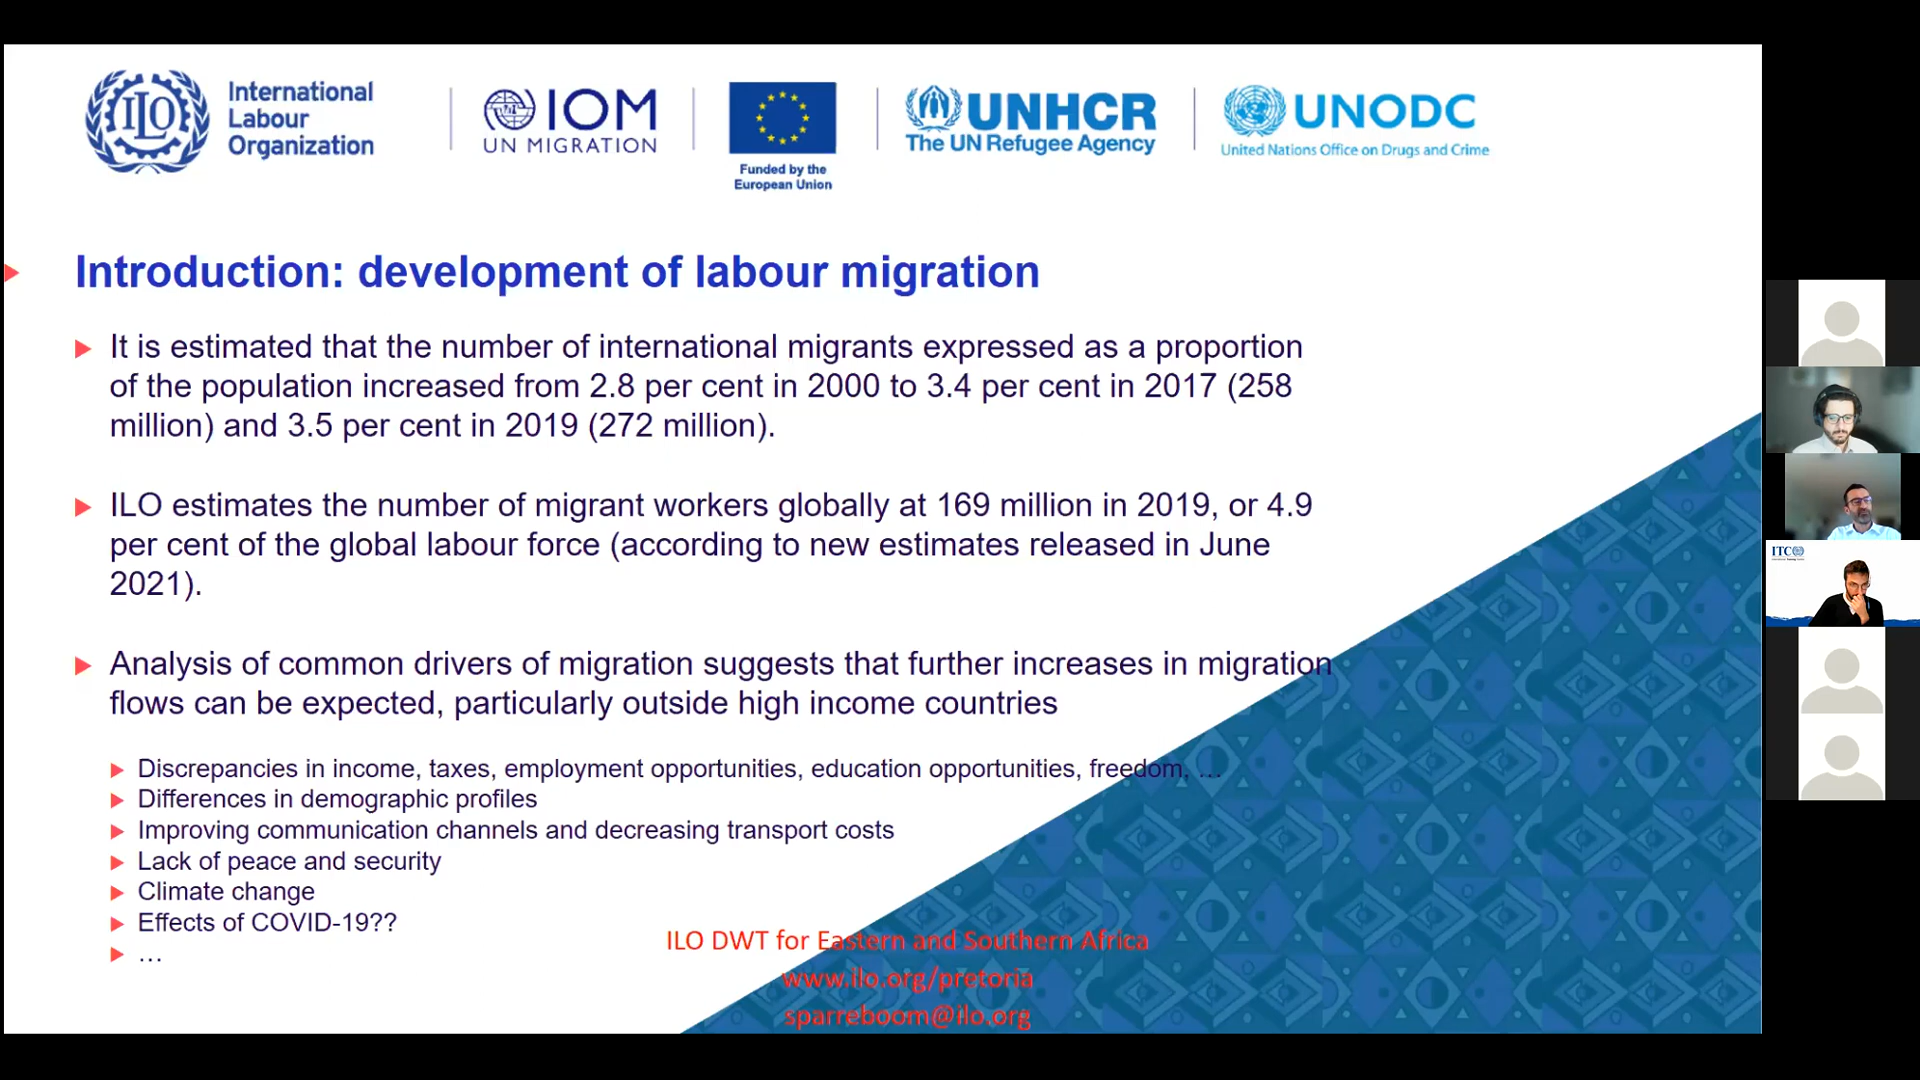 International
Labour
Organization
ILO
IOM
UN MIGRATION
Funded by the
European Union
UNHCR
The UN Refugee Agency
UNODC
United Nations Office on Drugs and Crime
Introduction: development of labour migration
It is estimated that the number of international migrants expressed as a proportion
of the population increased from 2.8 per cent in 2000 to 3.4 per cent in 2017 (258
million) and 3.5 per cent in 2019 (272 million).
ILO estimates the number of migrant workers globally at 169 million in 2019, or 4.9
per cent of the global labour force (according to new estimates released in June
2021).
Analysis of common drivers of migration suggests that further increases in migration
flows can be expected, particularly outside high income countries
Discrepancies in income, taxes, employment opportunities, education opportunities, freedom, …
Differences in demographic profiles
Improving communication channels and decreasing transport costs
Lack of peace and security
Climate change
Effects of COVID-19??
…
ILO DWT for Eastern and Southern Africa
www.ilo.org/pretoria
sparreboom@ilo.org
ITC